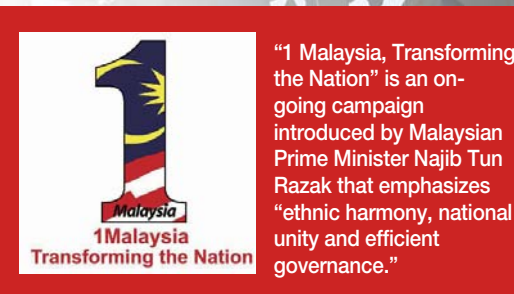 Malaysia
1Malaysia
Transforming the Nation
“1 Malaysia, Transforming
the Nation” is an on-
going campaign
introduced by Malaysian
Prime Minister Najib Tun
Razak that emphasizes
“ethnic harmony, national
unity and efficient
governance.”